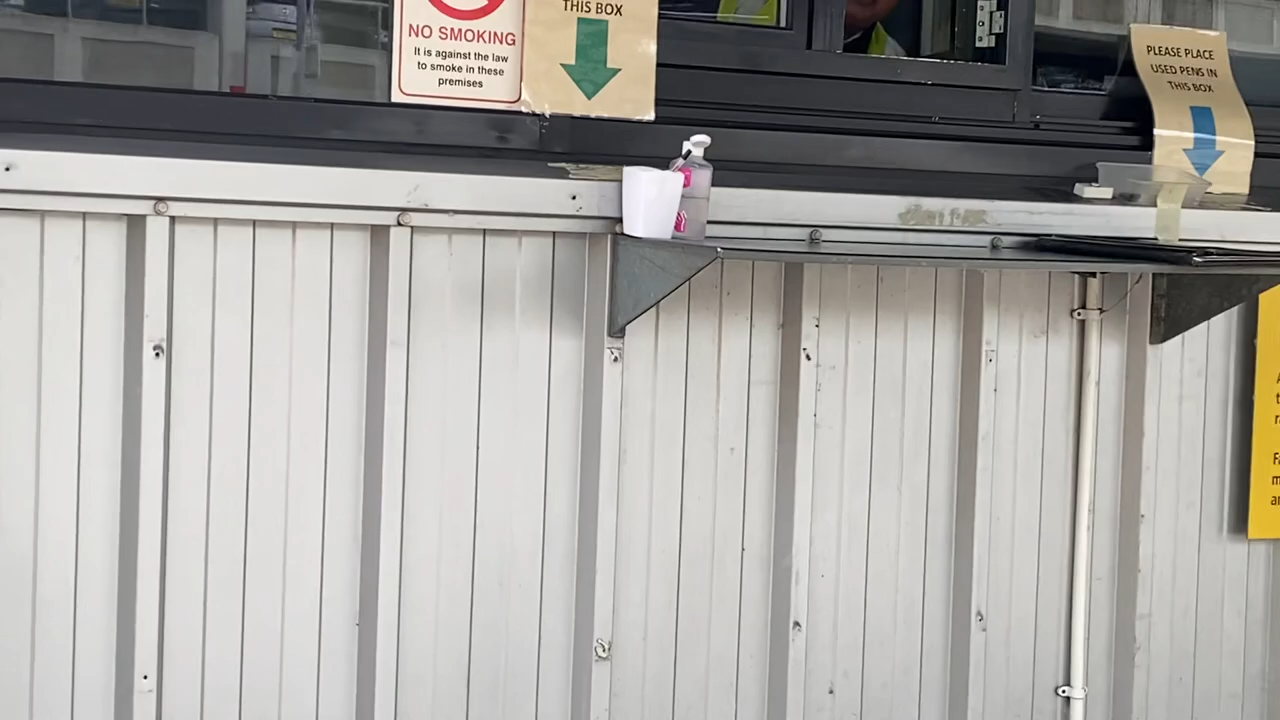 NO SMOKING
It is against the law
to smoke in these
premises
THIS BOX
PLEASE PLACE
USED PENS IN
THIS BOX